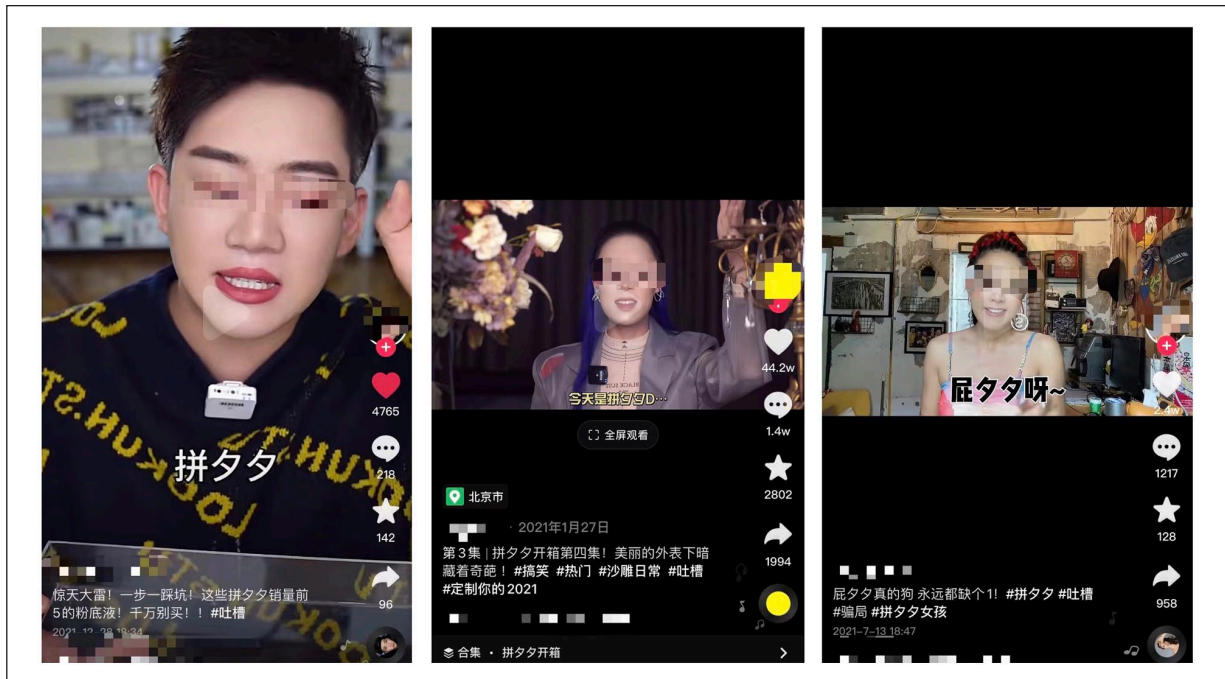 拼夕夕
4765
218
142
96
惊天大雷！一步一踩坑！这些拼夕夕销量前
5的粉底液！千万别买！！#吐槽
2021-12-28 18:34
今天是拼夕夕D…
全屏观看
44.2w
1.4w
2802
1994
北京市
· 2021年1月27日
第3集 | 拼夕夕开箱第四集！美丽的外表下暗
藏着奇葩！#搞笑 #热门 #沙雕日常 #吐槽
#定制你的2021
合集 · 拼夕夕开箱
屁夕夕呀~
2.4w
1217
128
958
屁夕夕真的狗 永远都缺个1！#拼夕夕 #吐槽
#骗局 #拼夕夕女孩
2021-7-13 18:47